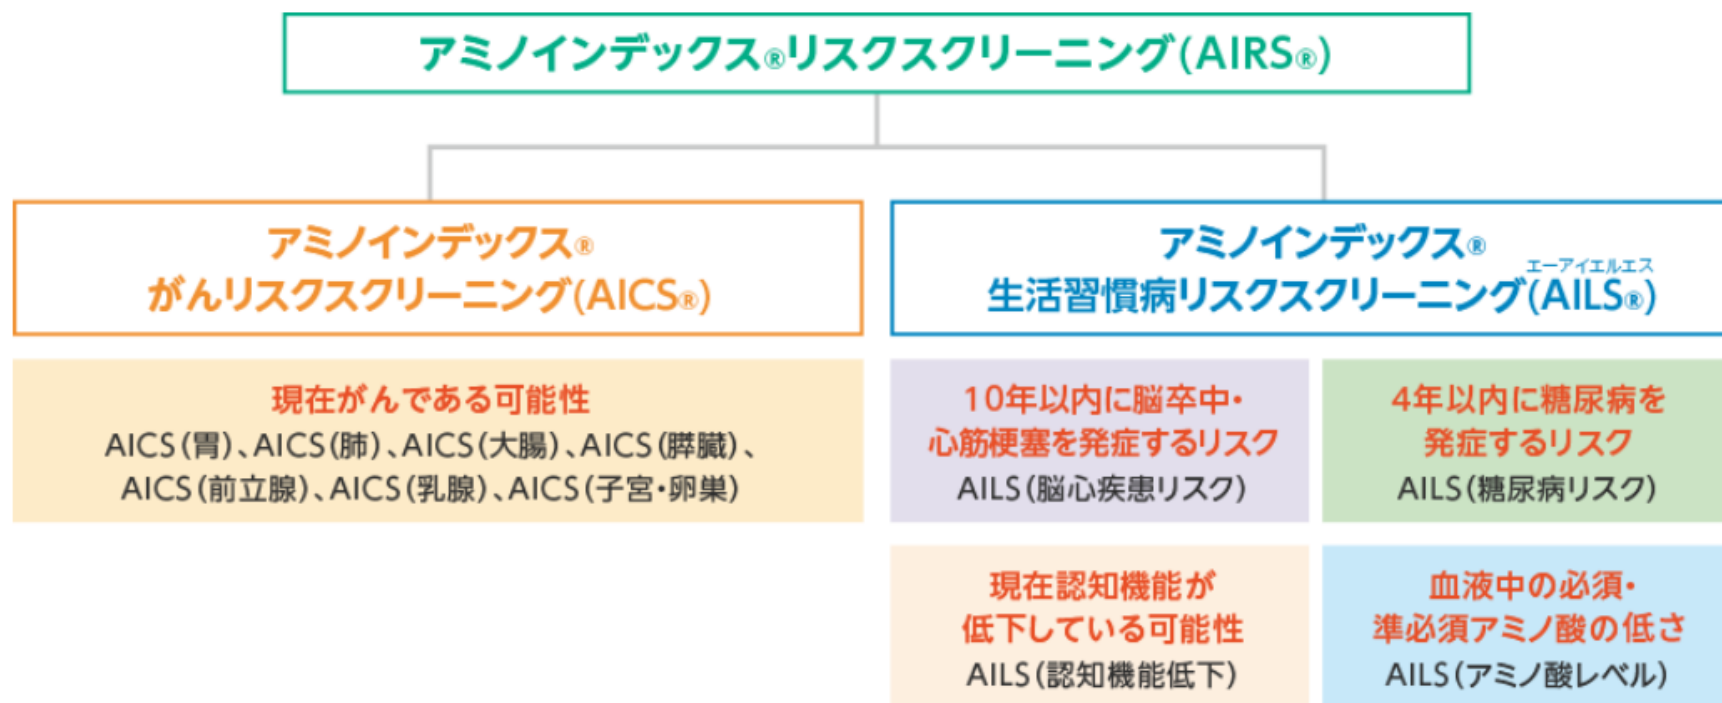 アミノインデックス®リスクスクリーニング(AIRS®)
アミノインデックス®
がんリスクスクリーニング(AICS®)
現在がんである可能性
AICS(胃)、AICS(肺)、AICS(大腸)、AICS(膵臓)、
AICS(前立腺)、AICS(乳腺)、AICS(子宮・卵巣)
アミノインデックス®
エーアイエルエス
生活習慣病リスクスクリーニング(AILS®)
10年以内に脳卒中・
心筋梗塞を発症するリスク
AILS(脳心疾患リスク)
4年以内に糖尿病を
発症するリスク
AILS(糖尿病リスク)
現在認知機能が
低下している可能性
AILS(認知機能低下)
血液中の必須・
準必須アミノ酸の低さ
AILS(アミノ酸レベル)